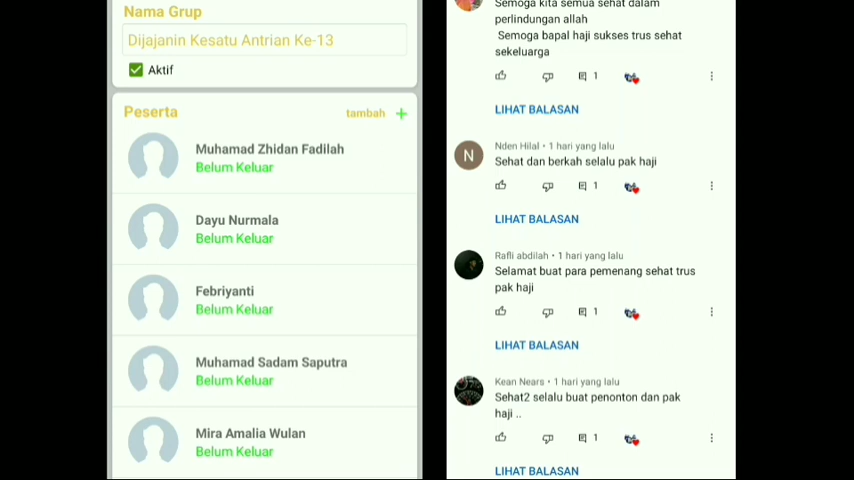 Nama Grup
Dijajanin Kesatu Antrian Ke-13
Aktif
Peserta
tambah +
Muhamad Zhidan Fadilah
Belum Keluar
Dayu Nurmala
Belum Keluar
Febriyanti
Belum Keluar
Muhamad Sadam Saputra
Belum Keluar
Mira Amalia Wulan
Belum Keluar
Semoga kita semua sehat dalam
perlindungan allah
Semoga bapal haji sukses trus sehat
sekeluarga
1
LIHAT BALASAN
N
Nden Hilal • 1 hari yang lalu
Sehat dan berkah selalu pak haji
1
LIHAT BALASAN
Rafli abdilah • 1 hari yang lalu
Selamat buat para pemenang sehat trus
pak haji
1
LIHAT BALASAN
Kean Nears • 1 hari yang lalu
Sehat2 selalu buat penonton dan pak
haji ..
1
LIHAT BALASAN